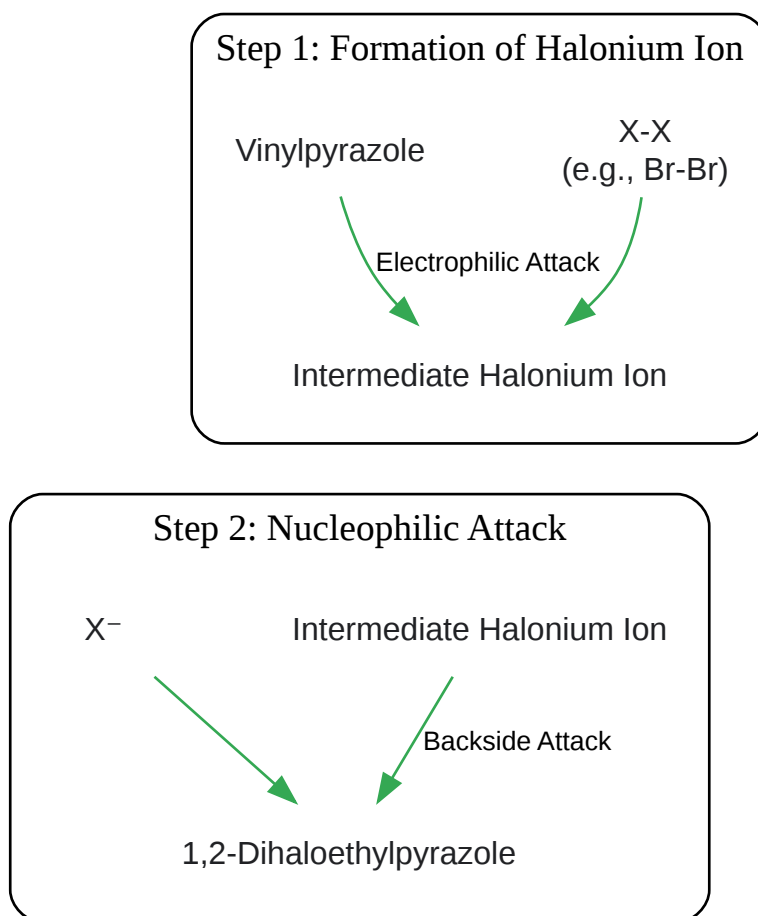 Step 1: Formation of Halonium Ion
Vinylpyrazole
X-X
(e.g., Br-Br)
Electrophilic Attack
Intermediate Halonium Ion
Step 2: Nucleophilic Attack
X⁻
Intermediate Halonium Ion
Backside Attack
1,2-Dihaloethylpyrazole